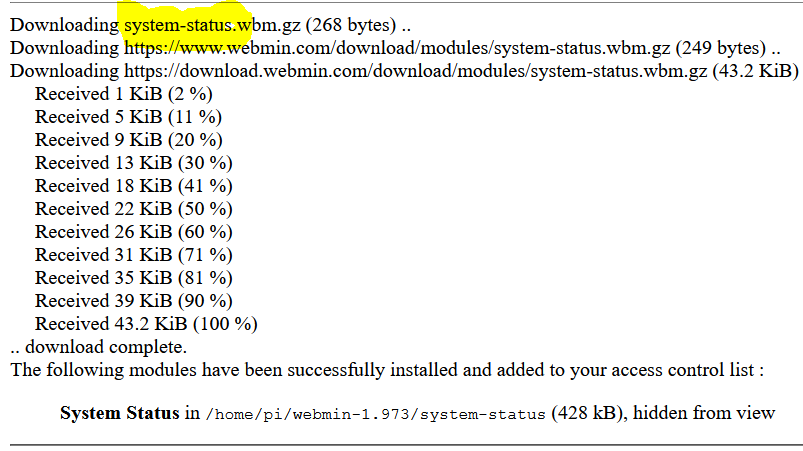 Downloading system-status.wbm.gz (268 bytes) ..
Downloading https://www.webmin.com/download/modules/system-status.wbm.gz (249 bytes) ..
Downloading https://download.webmin.com/download/modules/system-status.wbm.gz (43.2 KiB)
Received 1 KiB (2 %)
Received 5 KiB (11 %)
Received 9 KiB (20 %)
Received 13 KiB (30 %)
Received 18 KiB (41 %)
Received 22 KiB (50 %)
Received 26 KiB (60 %)
Received 31 KiB (71 %)
Received 35 KiB (81 %)
Received 39 KiB (90 %)
Received 43.2 KiB (100 %)
.. download complete.
The following modules have been successfully installed and added to your access control list :
System Status in /home/pi/webmin-1.973/system-status (428 kB), hidden from view